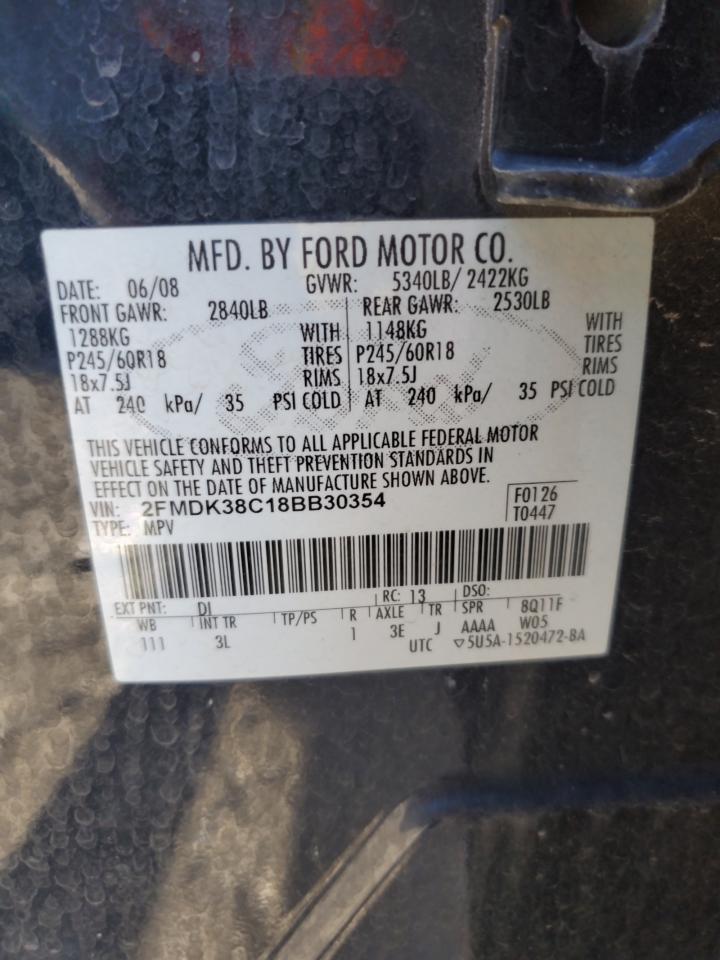 MFD. BY FORD MOTOR CO.
DATE: 06/08 GVWR: 5340LB/ 2422KG
FRONT GAWR: 2840LB REAR GAWR: 2530LB
1288KG WITH 1148KG WITH
P245/60R18 TIRES P245/60R18 TIRES
18x7.5J RIMS 18x7.5J RIMS
AT 240 kPa/ 35 PSI COLD AT 240 kPa/ 35 PSI COLD
THIS VEHICLE CONFORMS TO ALL APPLICABLE FEDERAL MOTOR
VEHICLE SAFETY AND THEFT PREVENTION STANDARDS IN
EFFECT ON THE DATE OF MANUFACTURE SHOWN ABOVE.
VIN: 2FMDK38C18BB30354 F0126
TYPE: MPV T0447
EXT PNT: DI RC: 13 DSO:
WB INT TR TP/PS R AXLE TR SPR 8Q11F
111 3L 1 3E J AAAA W05
UTC ▽5U5A-1520472-BA